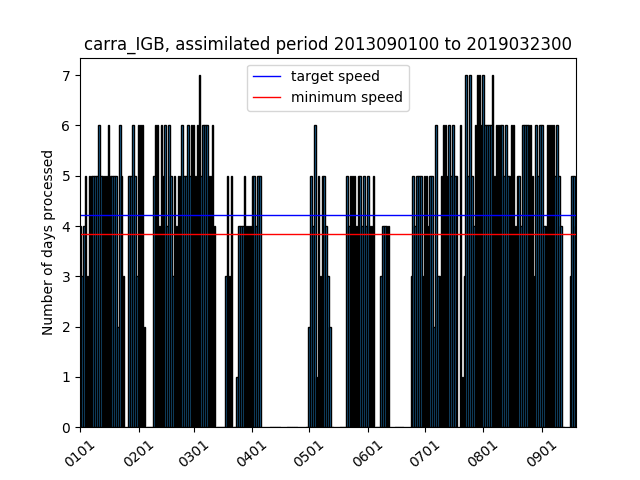 carra_IGB, assimilated period 2013090100 to 2019032300
target speed
minimum speed
Number of days processed
7
6
5
4
3
2
1
0
0101 0201 0301 0401 0501 0601 0701 0801 0901